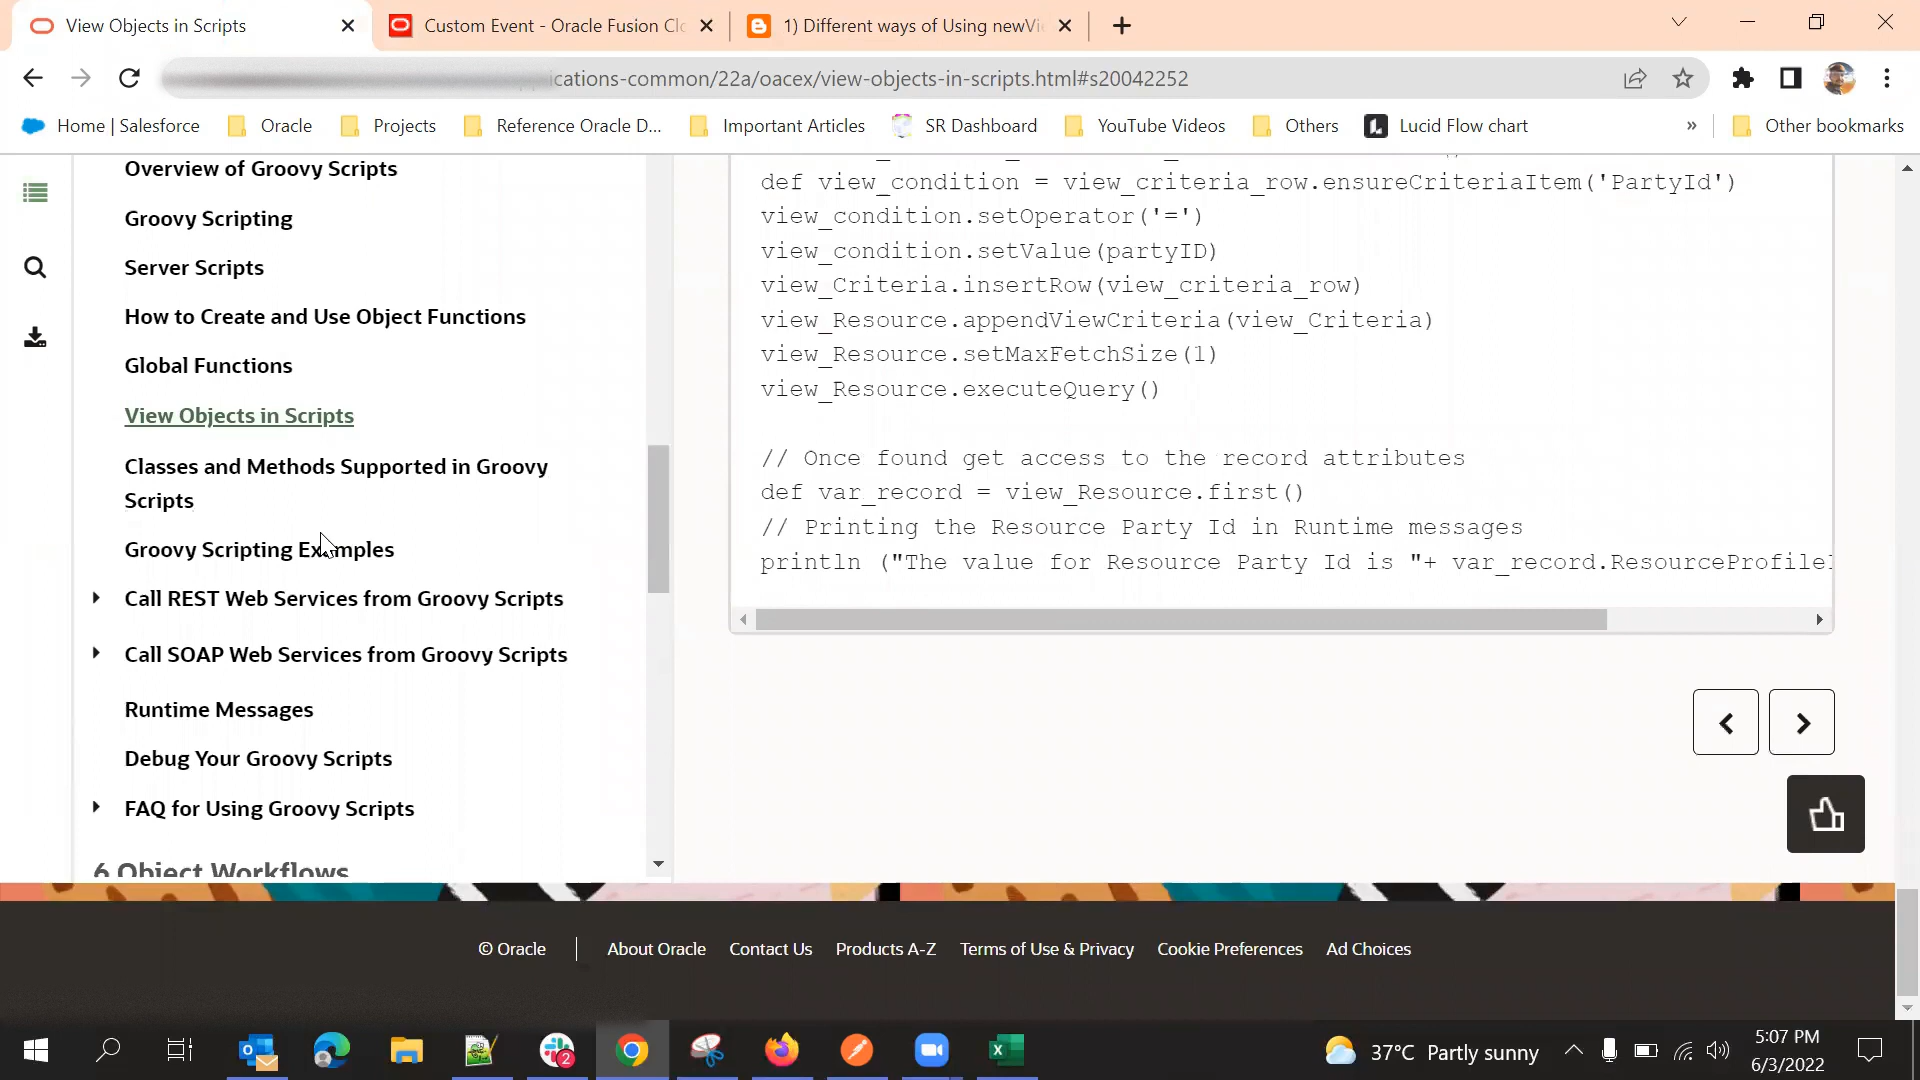 View Objects in Scripts
Custom Event - Oracle Fusion Clo
1) Different ways of Using newVi
ications-common/22a/oacex/view-objects-in-scripts.html#s20042252
Home | Salesforce
Oracle
Projects
Reference Oracle D...
Important Articles
SR Dashboard
YouTube Videos
Others
Lucid Flow chart
»
Other bookmarks
Overview of Groovy Scripts
Groovy Scripting
Server Scripts
How to Create and Use Object Functions
Global Functions
View Objects in Scripts
Classes and Methods Supported in Groovy
Scripts
Groovy Scripting Examples
Call REST Web Services from Groovy Scripts
Call SOAP Web Services from Groovy Scripts
Runtime Messages
Debug Your Groovy Scripts
FAQ for Using Groovy Scripts
6 Object Workflows
def view_condition = view_criteria_row.ensureCriteriaItem('PartyId')
view_condition.setOperator('=')
view_condition.setValue(partyID)
view_Criteria.insertRow(view_criteria_row)
view_Resource.appendViewCriteria(view_Criteria)
view_Resource.setMaxFetchSize(1)
view_Resource.executeQuery()
// Once found get access to the record attributes
def var_record = view_Resource.first()
// Printing the Resource Party Id in Runtime messages
println ("The value for Resource Party Id is "+ var_record.ResourceProfileI
© Oracle
About Oracle
Contact Us
Products A-Z
Terms of Use & Privacy
Cookie Preferences
Ad Choices
2
37°C Partly sunny
5:07 PM
6/3/2022